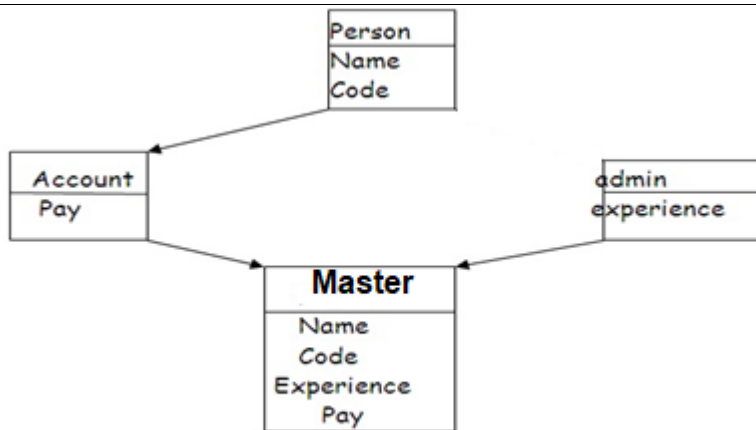 Person
Name
Code
Account
Pay
admin
experience
Master
Name
Code
Experience
Pay